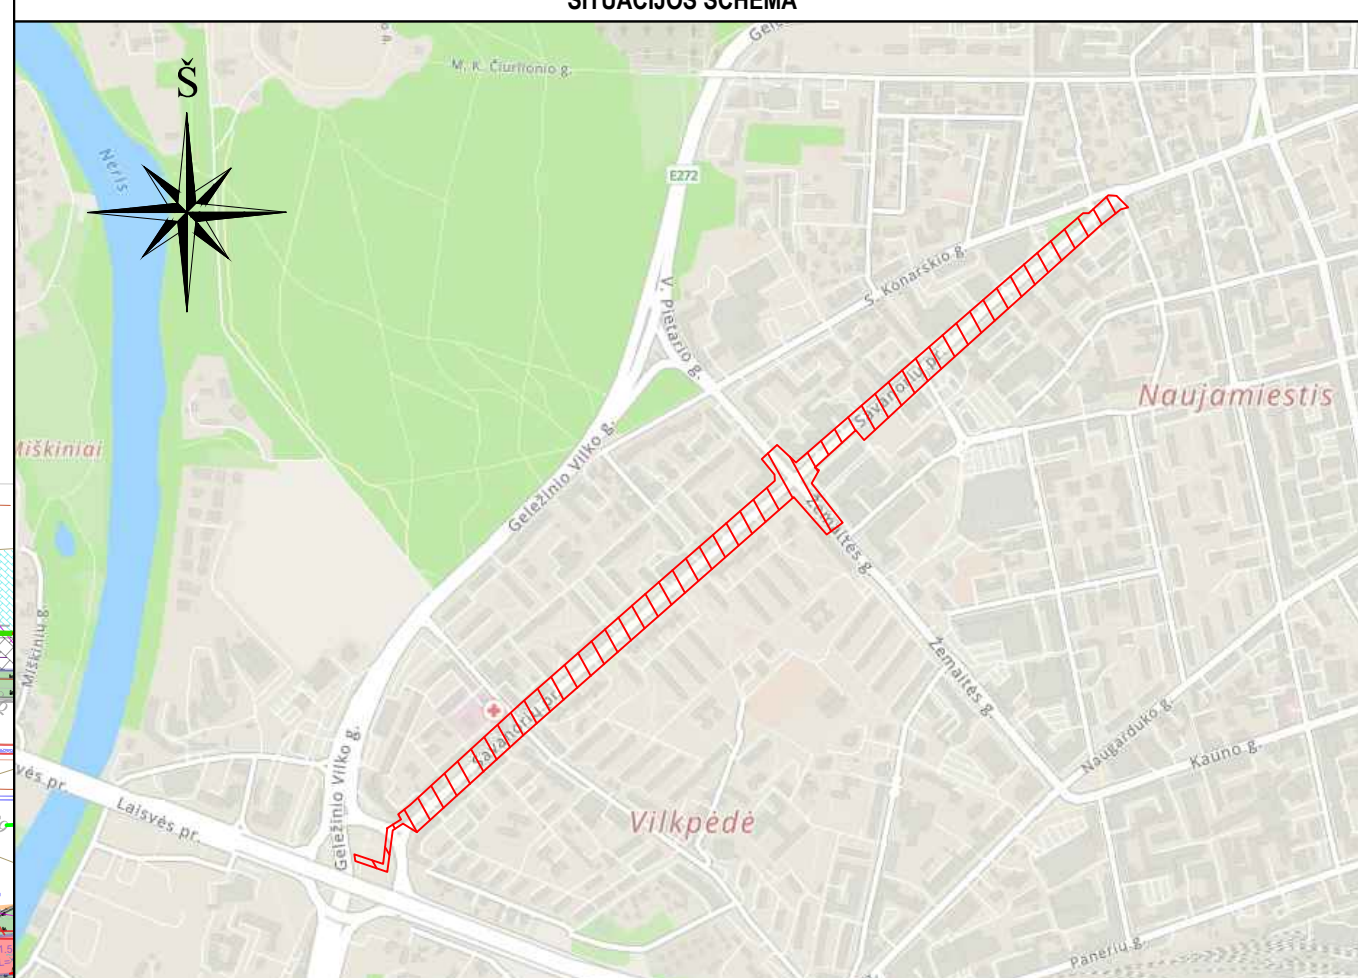 SITUACIJOS SCHEMA
Š
M. K. Čiurlionio g.
Neris
E272
V. Pietario g.
S. Konarskio g.
Savanorių pr.
Naujamiestis
Miškiniai
Geležinio Vilko g.
Žemaitės g.
Miškinių g.
Žemaitės g.
Savanorių pr.
Naugarduko g.
Kauno g.
Geležinio Vilko g.
vės pr.
Laisvės pr.
Vilkpėdė
Panerių g.